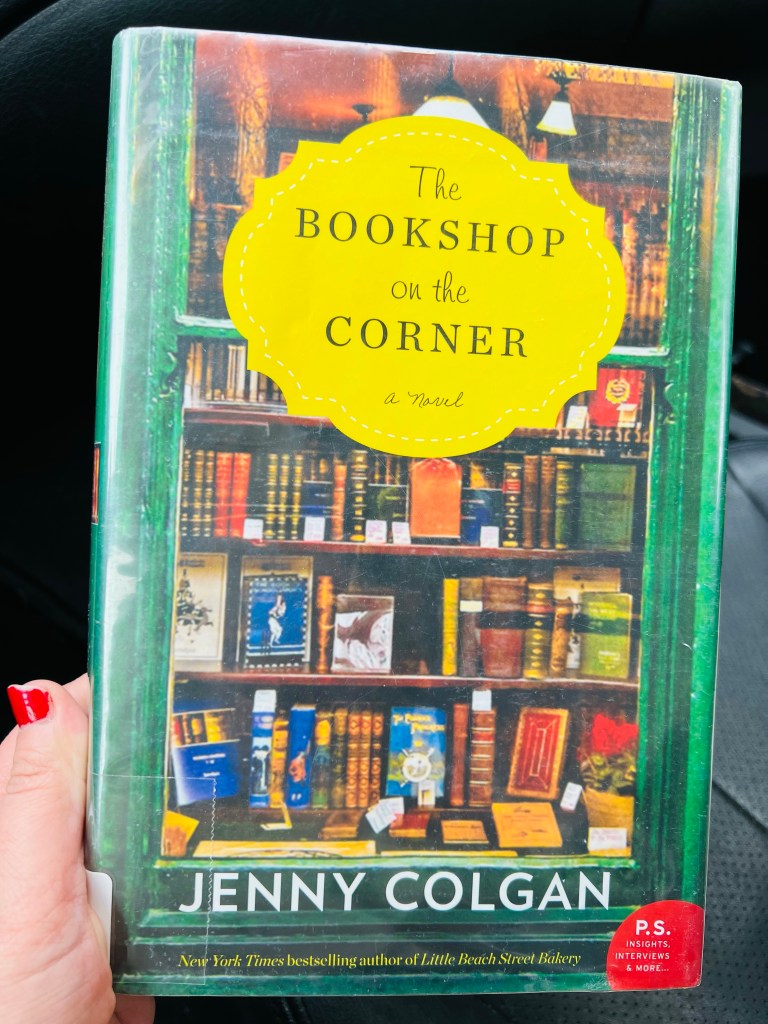 The
BOOKSHOP
on the
CORNER
a novel
JENNY COLGAN
New York Times bestselling author of Little Beach Street Bakery
P.S.
INSIGHTS,
INTERVIEWS
& MORE...